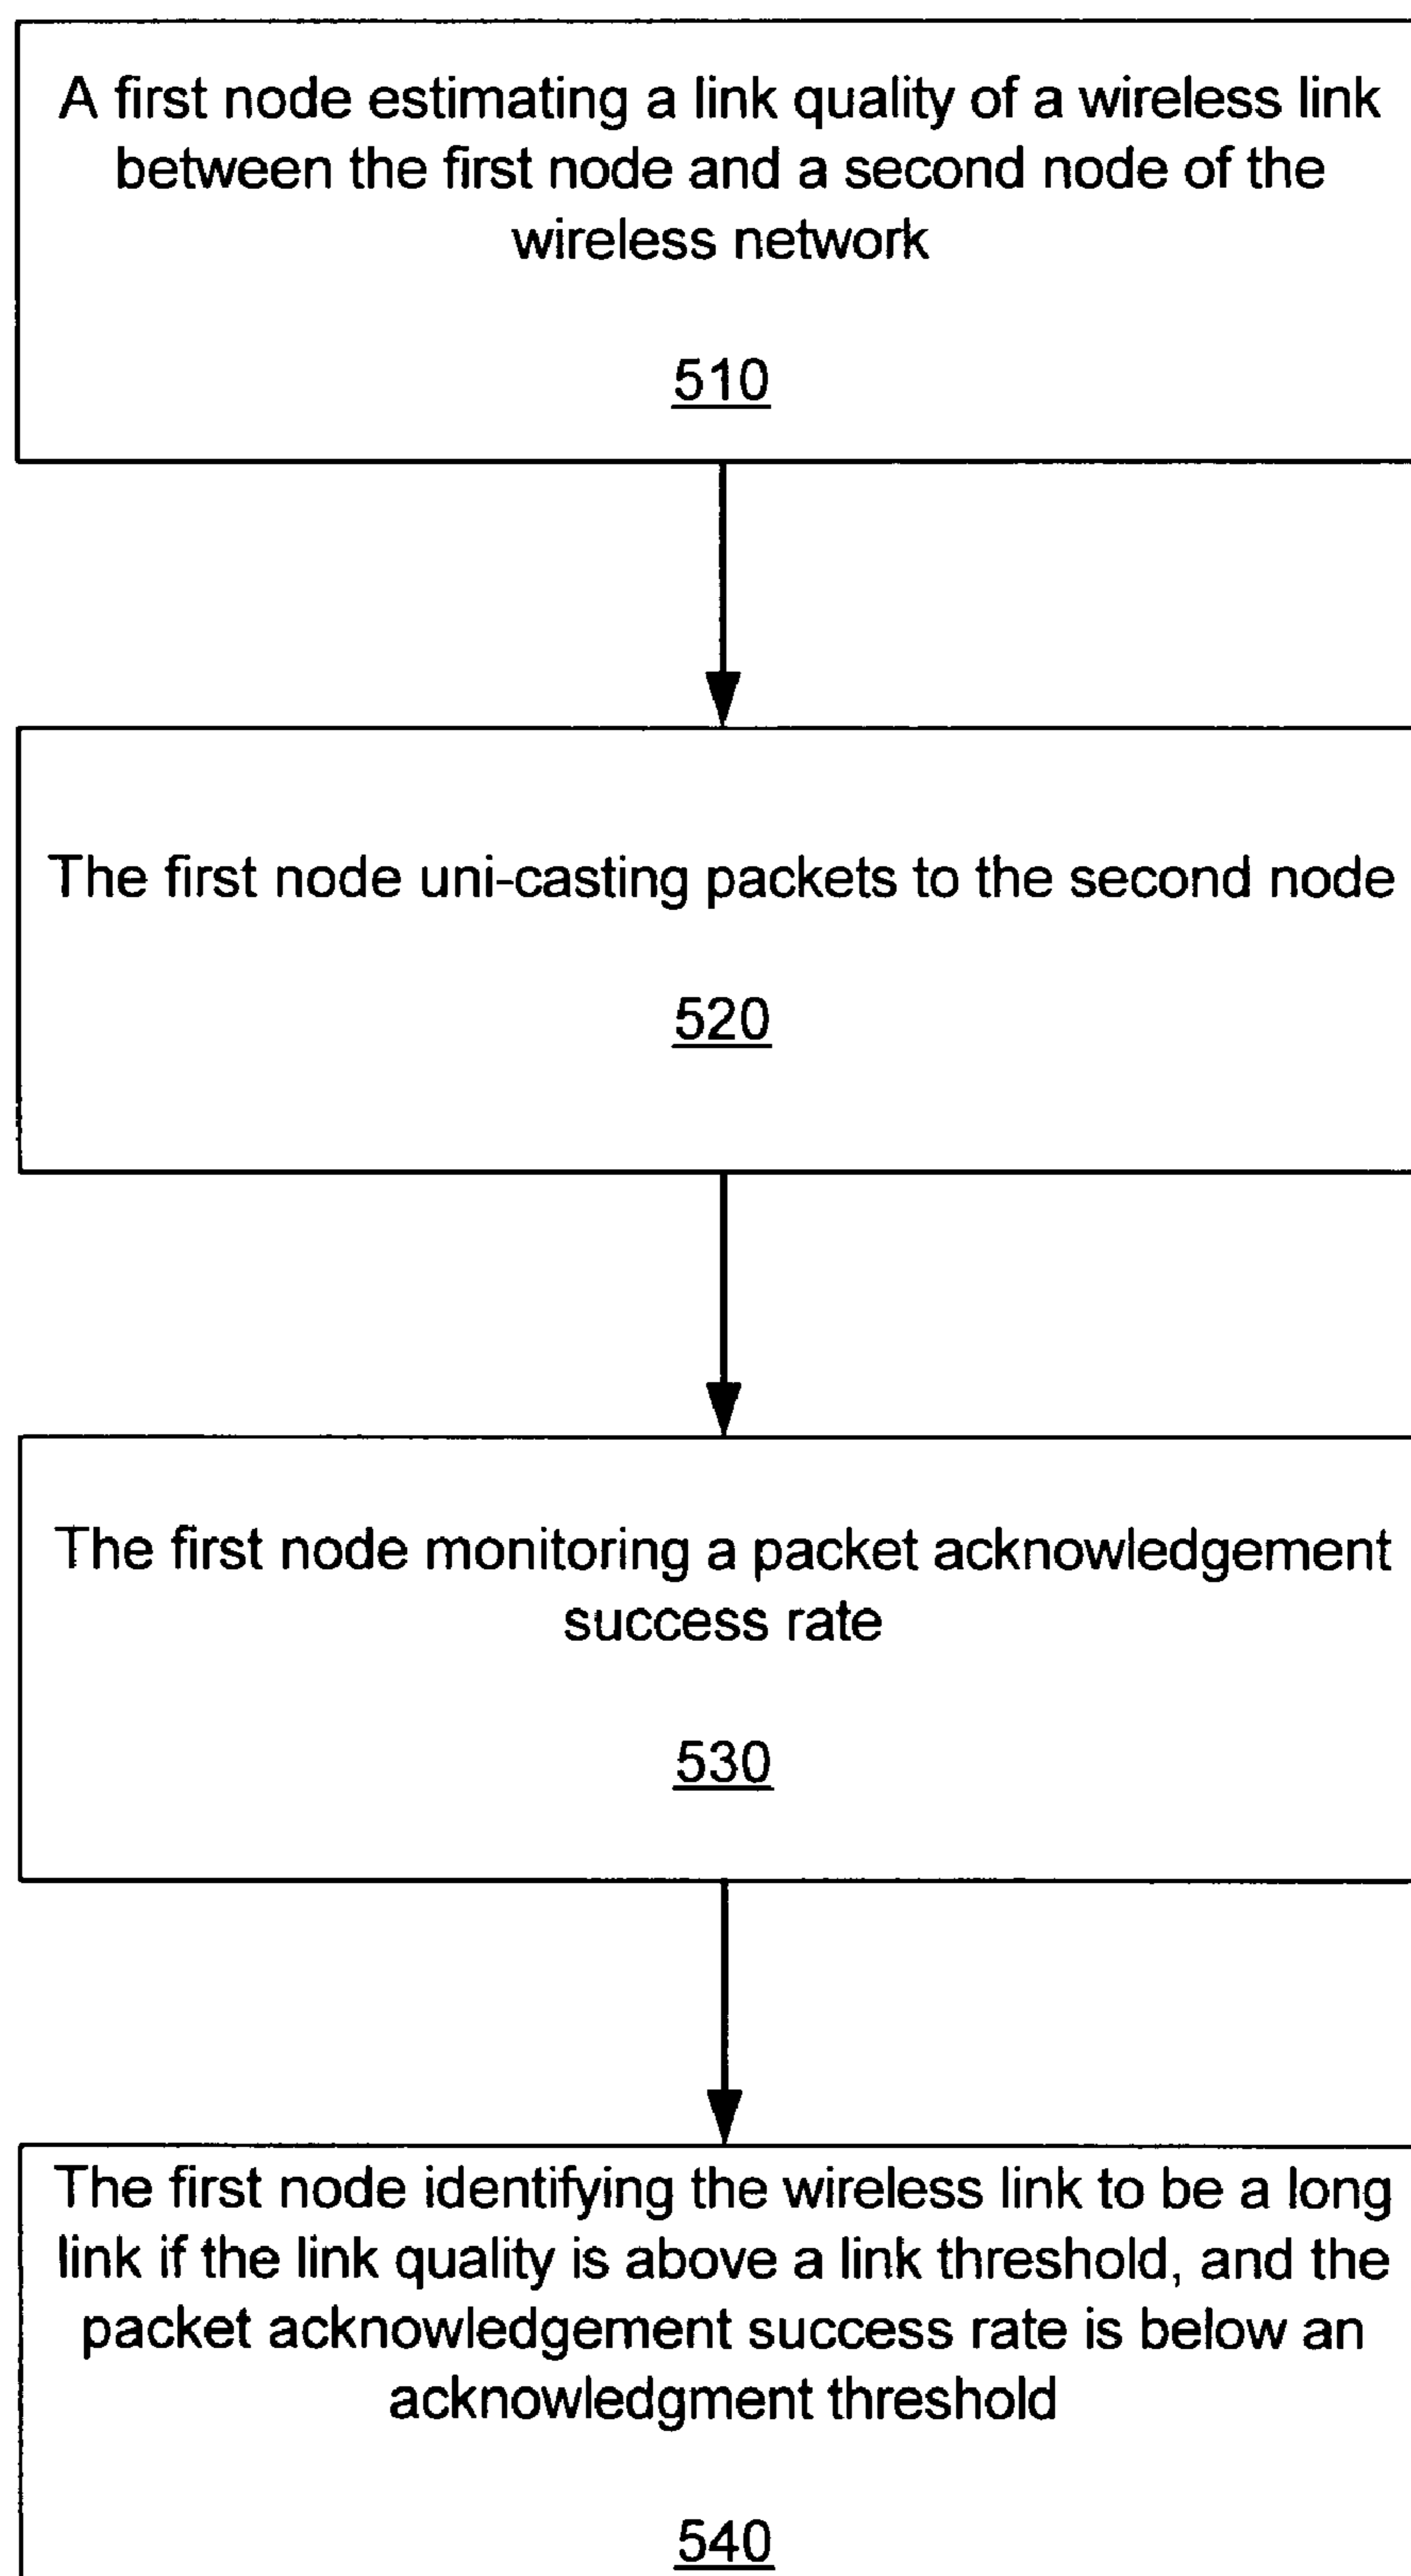 A first node estimating a link quality of a wireless link
between the first node and a second node of the
wireless network
510
The first node uni-casting packets to the second node
520
The first node monitoring a packet acknowledgement
success rate
530
The first node identifying the wireless link to be a long
link if the link quality is above a link threshold, and the
packet acknowledgement success rate is below an
acknowledgment threshold
540